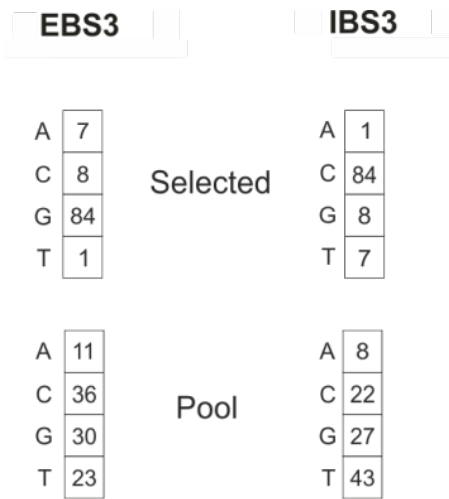 EBS3 IBS3
A 7 A 1
C 8 Selected C 84
G 84 G 8
T 1 T 7
A 11 A 8
C 36 Pool C 22
G 30 G 27
T 23 T 43